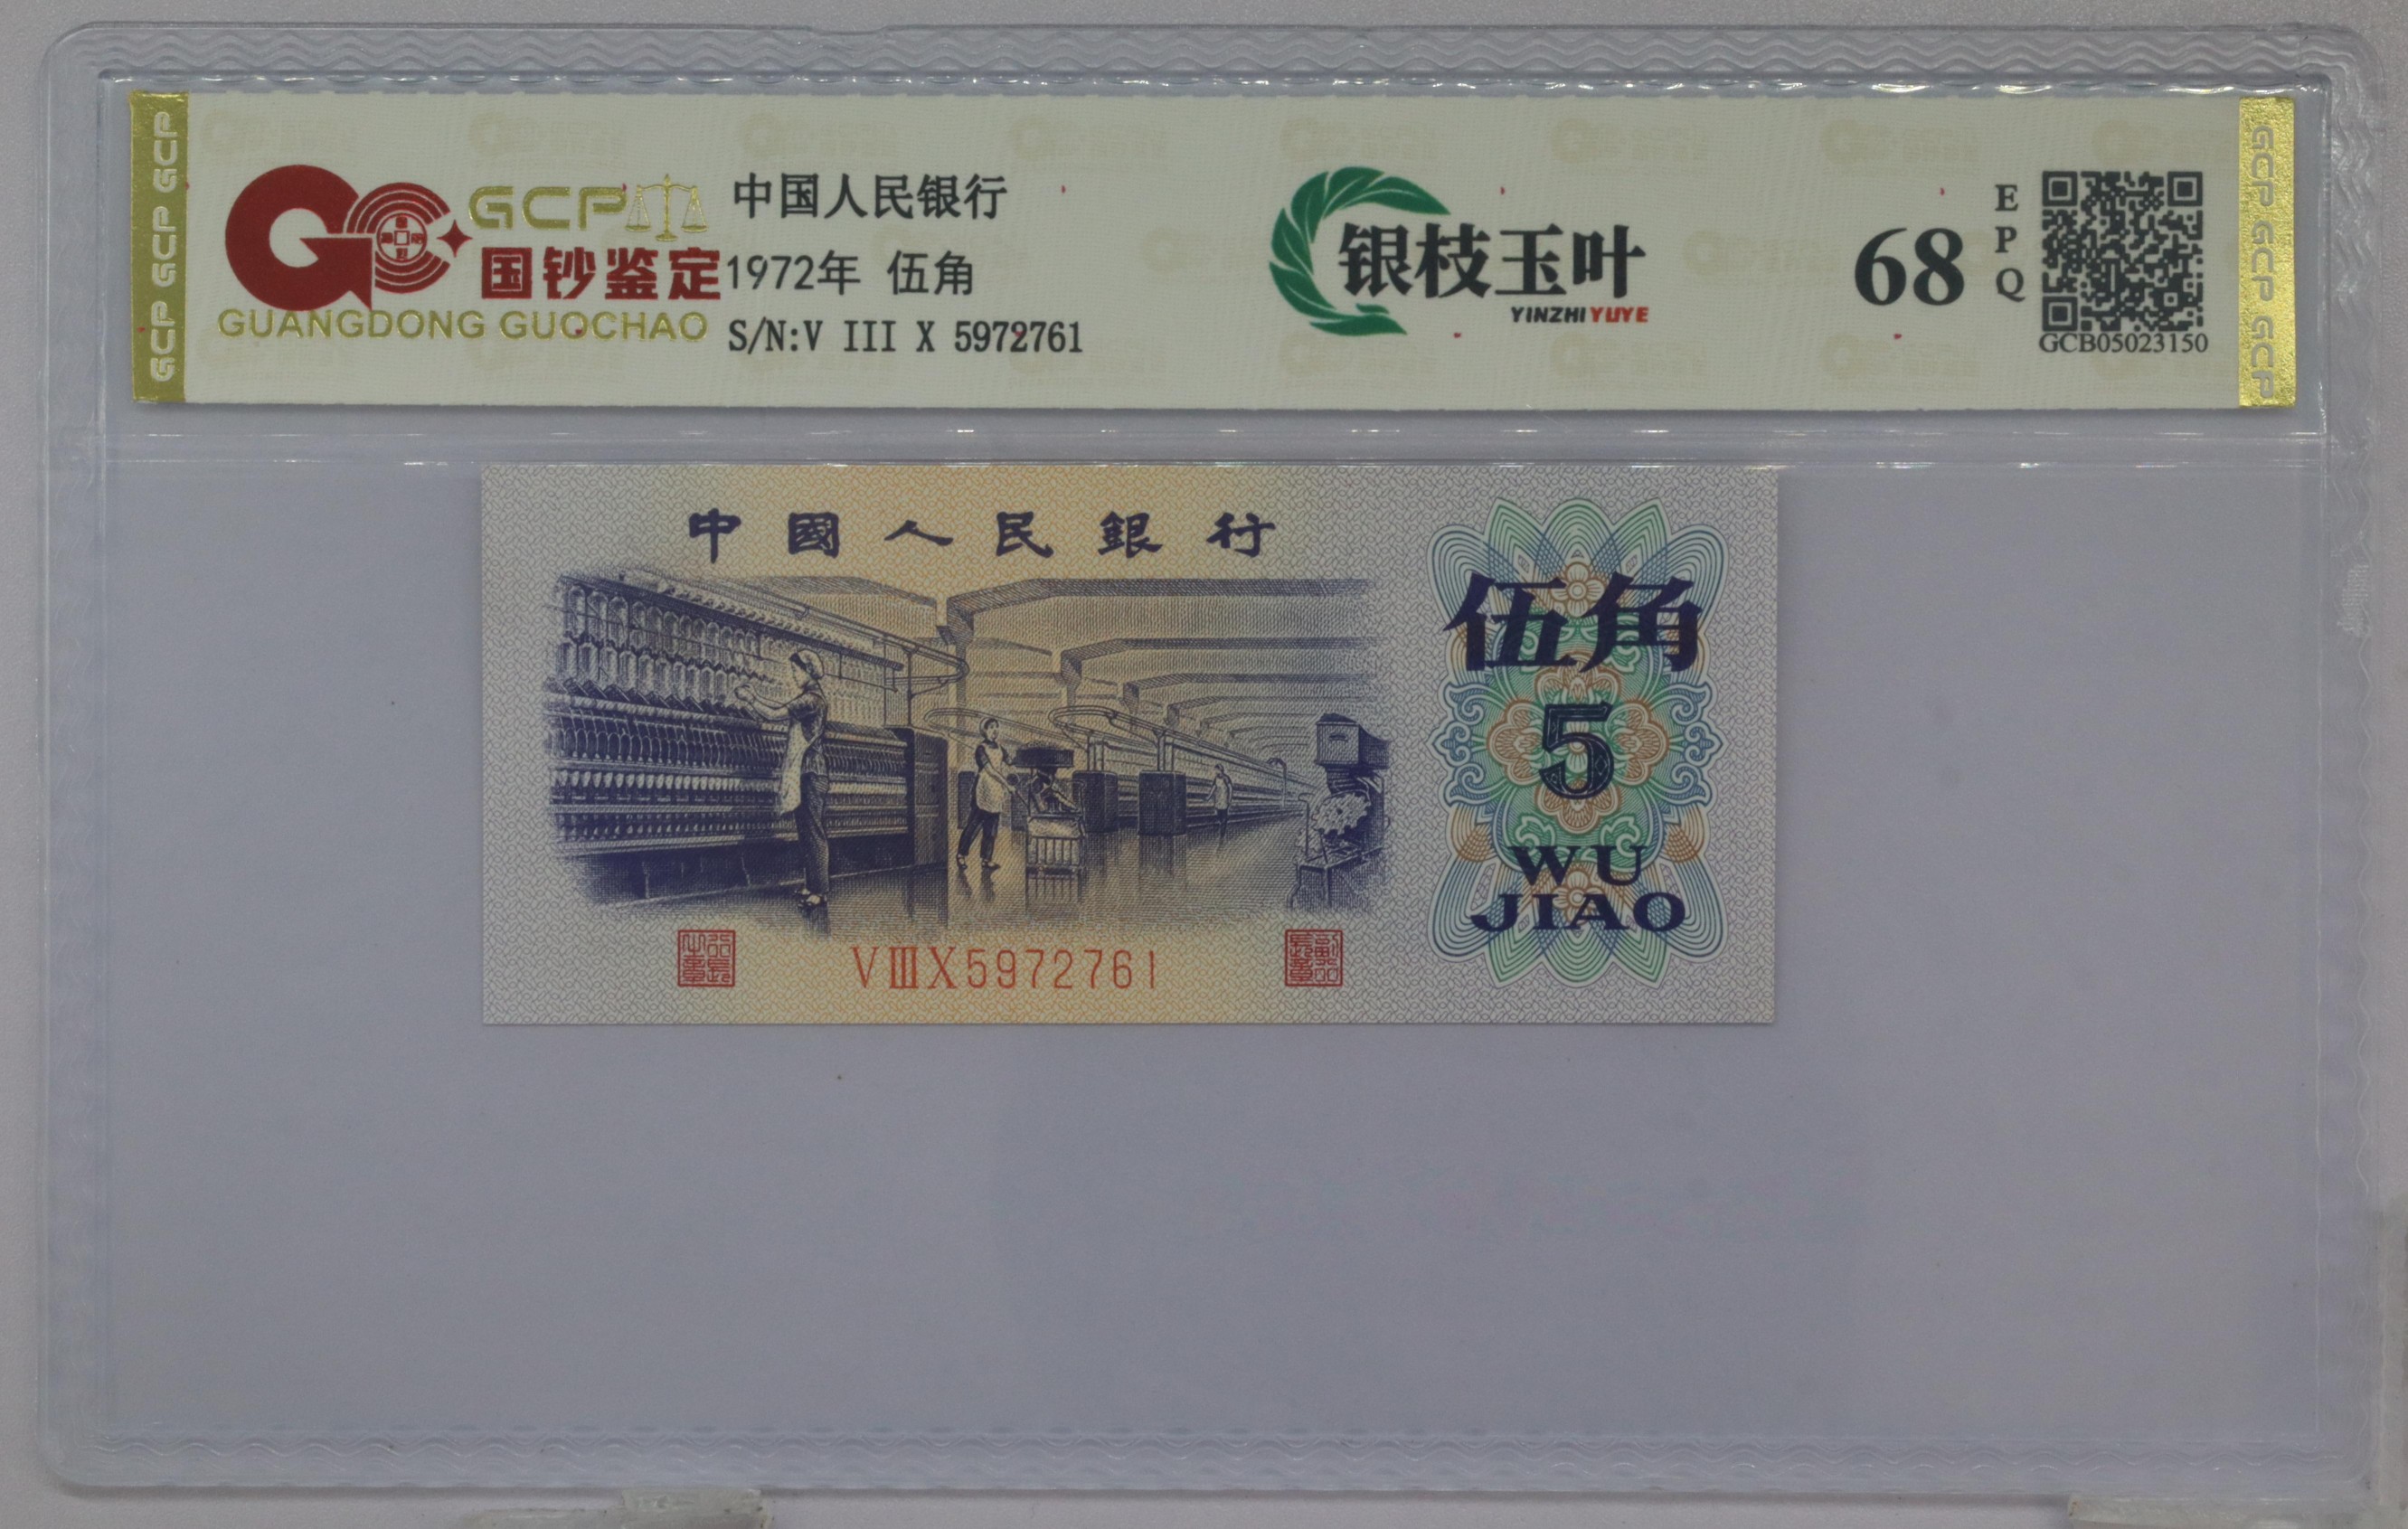 GCP GCP GCP
GCP
国钞鉴定
GUANGDONG GUOCHAO
中国人民银行
1972年 伍角
S/N:V III X 5972761
银枝玉叶
YINZHI YUYE
68
EPQ
GCB05023150
GCP GCP GCP
中國人民銀行
伍角
5
WU
JIAO
VIIIX5972761